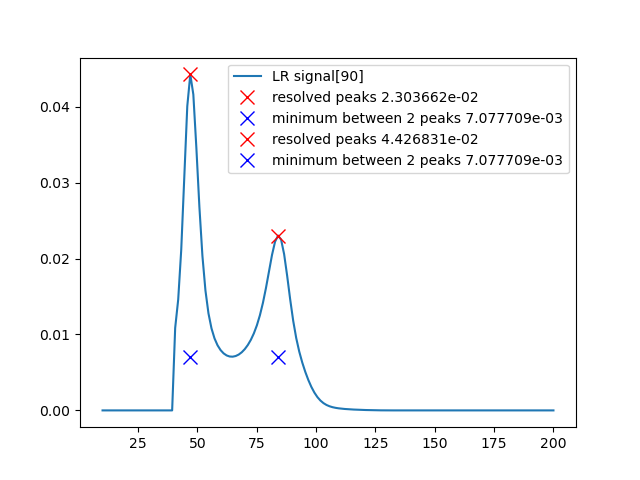 LR signal[90]
resolved peaks 2.303662e-02
minimum between 2 peaks 7.077709e-03
resolved peaks 4.426831e-02
minimum between 2 peaks 7.077709e-03
0.04
0.03
0.02
0.01
0.00
25 50 75 100 125 150 175 200